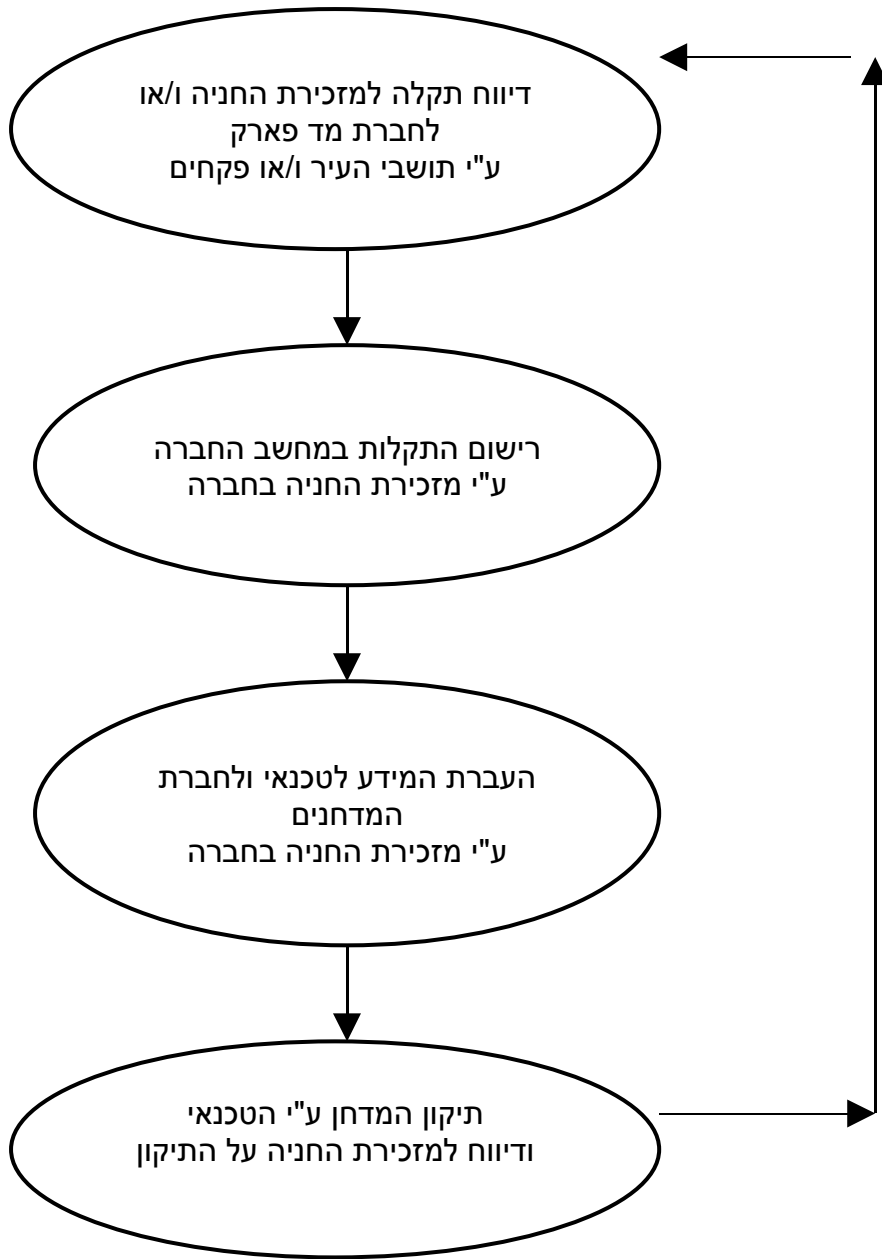 דיווח תקלה למזכירת החניה ו/או
לחברת מד פארק
ע"י תושבי העיר ו/או פקחים
רישום התקלות במחשב החברה
ע"י מזכירת החניה בחברה
העברת המידע לטכנאי ולחברת
המדחנים
ע"י מזכירת החניה בחברה
תיקון המדחן ע"י הטכנאי
ודיווח למזכירת החניה על התיקון